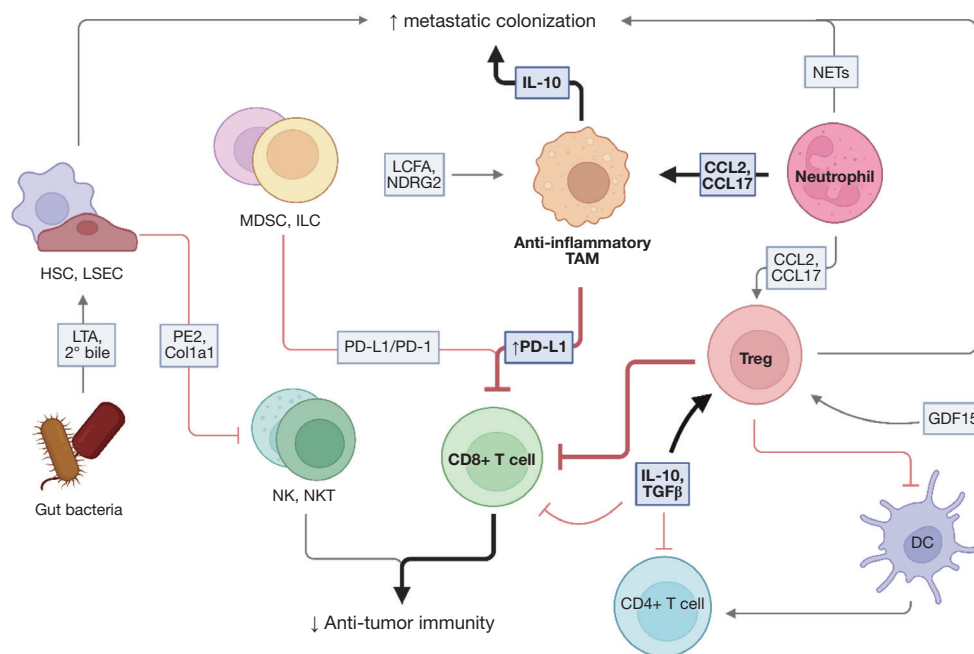 ↑ metastatic colonization
NETs
IL-10
LCFA,
NDRG2
CCL2,
CCL17
Neutrophil
MDSC, ILC
Anti-inflammatory
TAM
HSC, LSEC
CCL2,
CCL17
LTA,
2° bile
PE2,
Col1a1
PD-L1/PD-1
↑PD-L1
Treg
GDF15
Gut bacteria
NK, NKT
CD8+ T cell
IL-10,
TGFβ
DC
CD4+ T cell
↓ Anti-tumor immunity